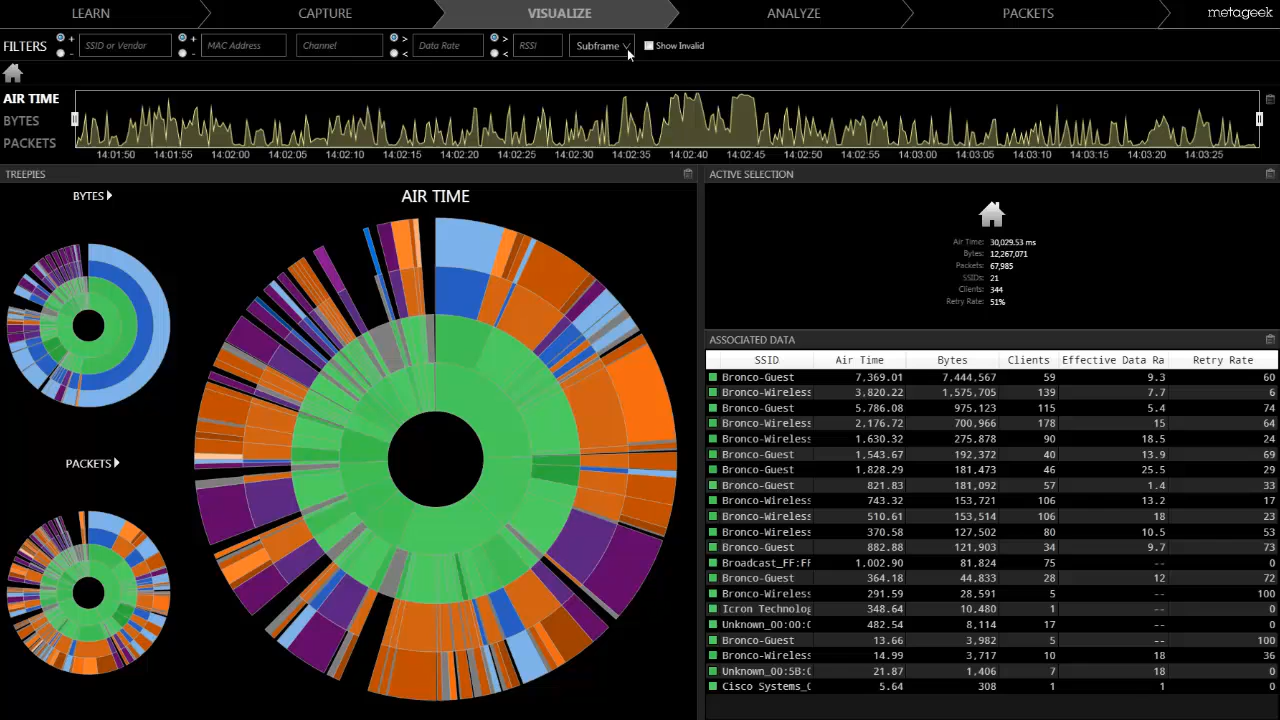 LEARN CAPTURE VISUALIZE ANALYZE PACKETS metageek
FILTERS + - SSID or Vendor + - MAC Address Channel > < Data Rate > < RSSI Subframe Show Invalid
AIR TIME
BYTES
PACKETS
14:01:50 14:01:55 14:02:00 14:02:05 14:02:10 14:02:15 14:02:20 14:02:25 14:02:30 14:02:35 14:02:40 14:02:45 14:02:50 14:02:55 14:03:00 14:03:05 14:03:10 14:03:15 14:03:20 14:03:25
TREEPIES
BYTES
AIR TIME
PACKETS
ACTIVE SELECTION
Air Time: 30,029.53 ms
Bytes: 12,267,071
Packets: 67,985
SSIDs: 21
Clients: 344
Retry Rate: 51%
ASSOCIATED DATA
SSID Air Time Bytes Clients Effective Data Ra Retry Rate
Bronco-Guest 7,369.01 7,444,567 59 9.3 60
Bronco-Wireless 3,820.22 1,575,705 139 7.7 6
Bronco-Guest 5,786.08 975,123 115 5.4 74
Bronco-Wireless 2,176.72 700,966 178 15 64
Bronco-Wireless 1,630.32 275,878 90 18.5 24
Bronco-Guest 1,543.67 192,372 40 13.9 69
Bronco-Guest 1,828.29 181,473 46 25.5 29
Bronco-Guest 821.83 181,092 57 1.4 33
Bronco-Wireless 743.32 153,721 106 13.2 17
Bronco-Wireless 510.61 153,514 106 18 23
Bronco-Wireless 370.58 127,502 80 10.5 53
Bronco-Guest 882.88 121,903 34 9.7 73
Broadcast_FF:FF 1,002.90 81,824 75 -- 0
Bronco-Guest 364.18 44,833 28 12 72
Bronco-Wireless 291.59 28,591 5 -- 100
Icron Technolog 348.64 10,480 1 -- 0
Unknown_00:00:0 482.54 8,114 17 -- 0
Bronco-Guest 13.66 3,982 5 -- 100
Bronco-Wireless 14.99 3,717 10 18 36
Unknown_00:5B:0 21.87 1,406 7 18 0
Cisco Systems_0 5.64 308 1 1 0